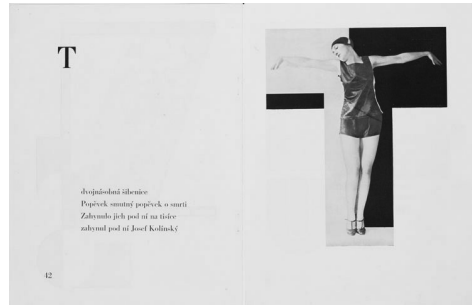 T
dvojnásobná šibenice
Popěvek smutný popěvek o smrti
Zahynulo jich pod ní na tisíce
zahynul pod ní Josef Kolínský
42